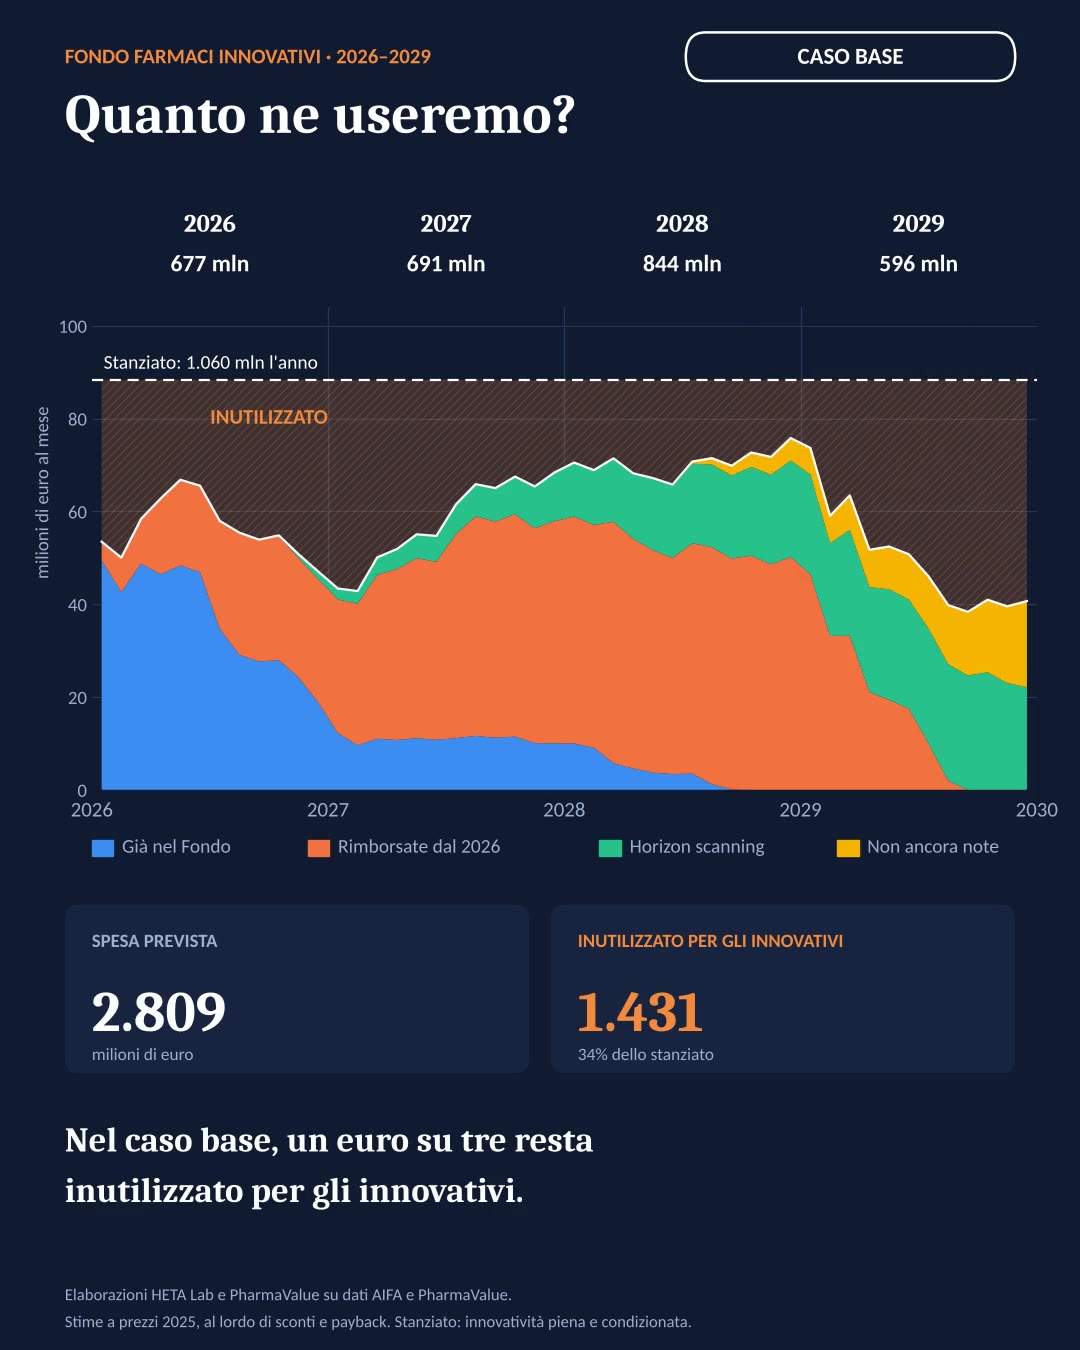 FONDO FARMACI INNOVATIVI · 2026–2029
CASO BASE
Quanto ne useremo?
2026 2027 2028 2029
677 mln 691 mln 844 mln 596 mln
100
Stanziato: 1.060 mln l'anno
80
INUTILIZZATO
milioni di euro al mese
60
40
20
0
2026 2027 2028 2029 2030
Già nel Fondo Rimborsate dal 2026 Horizon scanning Non ancora note
SPESA PREVISTA
2.809
milioni di euro
INUTILIZZATO PER GLI INNOVATIVI
1.431
34% dello stanziato
Nel caso base, un euro su tre resta
inutilizzato per gli innovativi.
Elaborazioni HETA Lab e PharmaValue su dati AIFA e PharmaValue.
Stime a prezzi 2025, al lordo di sconti e payback. Stanziato: innovatività piena e condizionata.